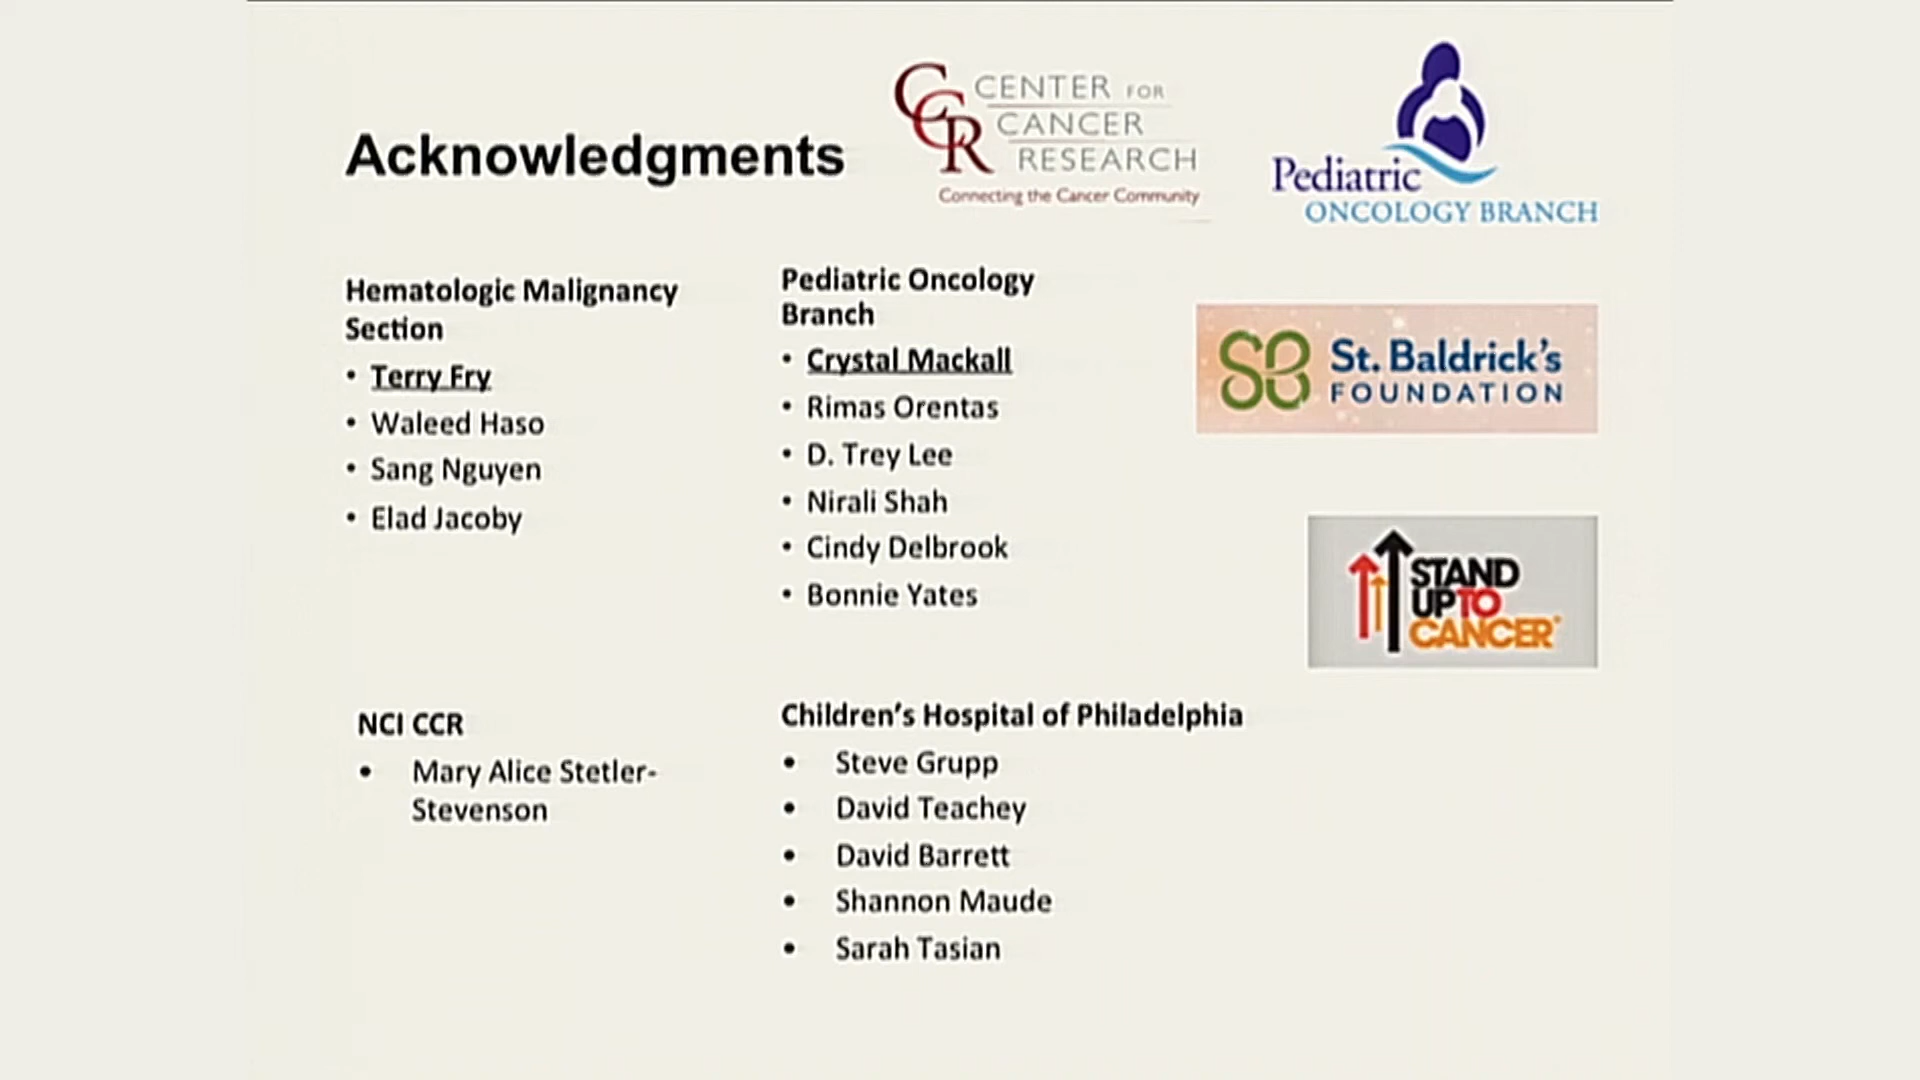 Acknowledgments
CCR
CENTER FOR
CANCER
RESEARCH
Connecting the Cancer Community
Pediatric
ONCOLOGY BRANCH
Hematologic Malignancy
Section
• Terry Fry
• Waleed Haso
• Sang Nguyen
• Elad Jacoby
Pediatric Oncology
Branch
• Crystal Mackall
• Rimas Orentas
• D. Trey Lee
• Nirali Shah
• Cindy Delbrook
• Bonnie Yates
SB
St. Baldrick's
FOUNDATION
STAND
UPTO
CANCER
NCI CCR
• Mary Alice Stetler-
Stevenson
Children's Hospital of Philadelphia
• Steve Grupp
• David Teachey
• David Barrett
• Shannon Maude
• Sarah Tasian